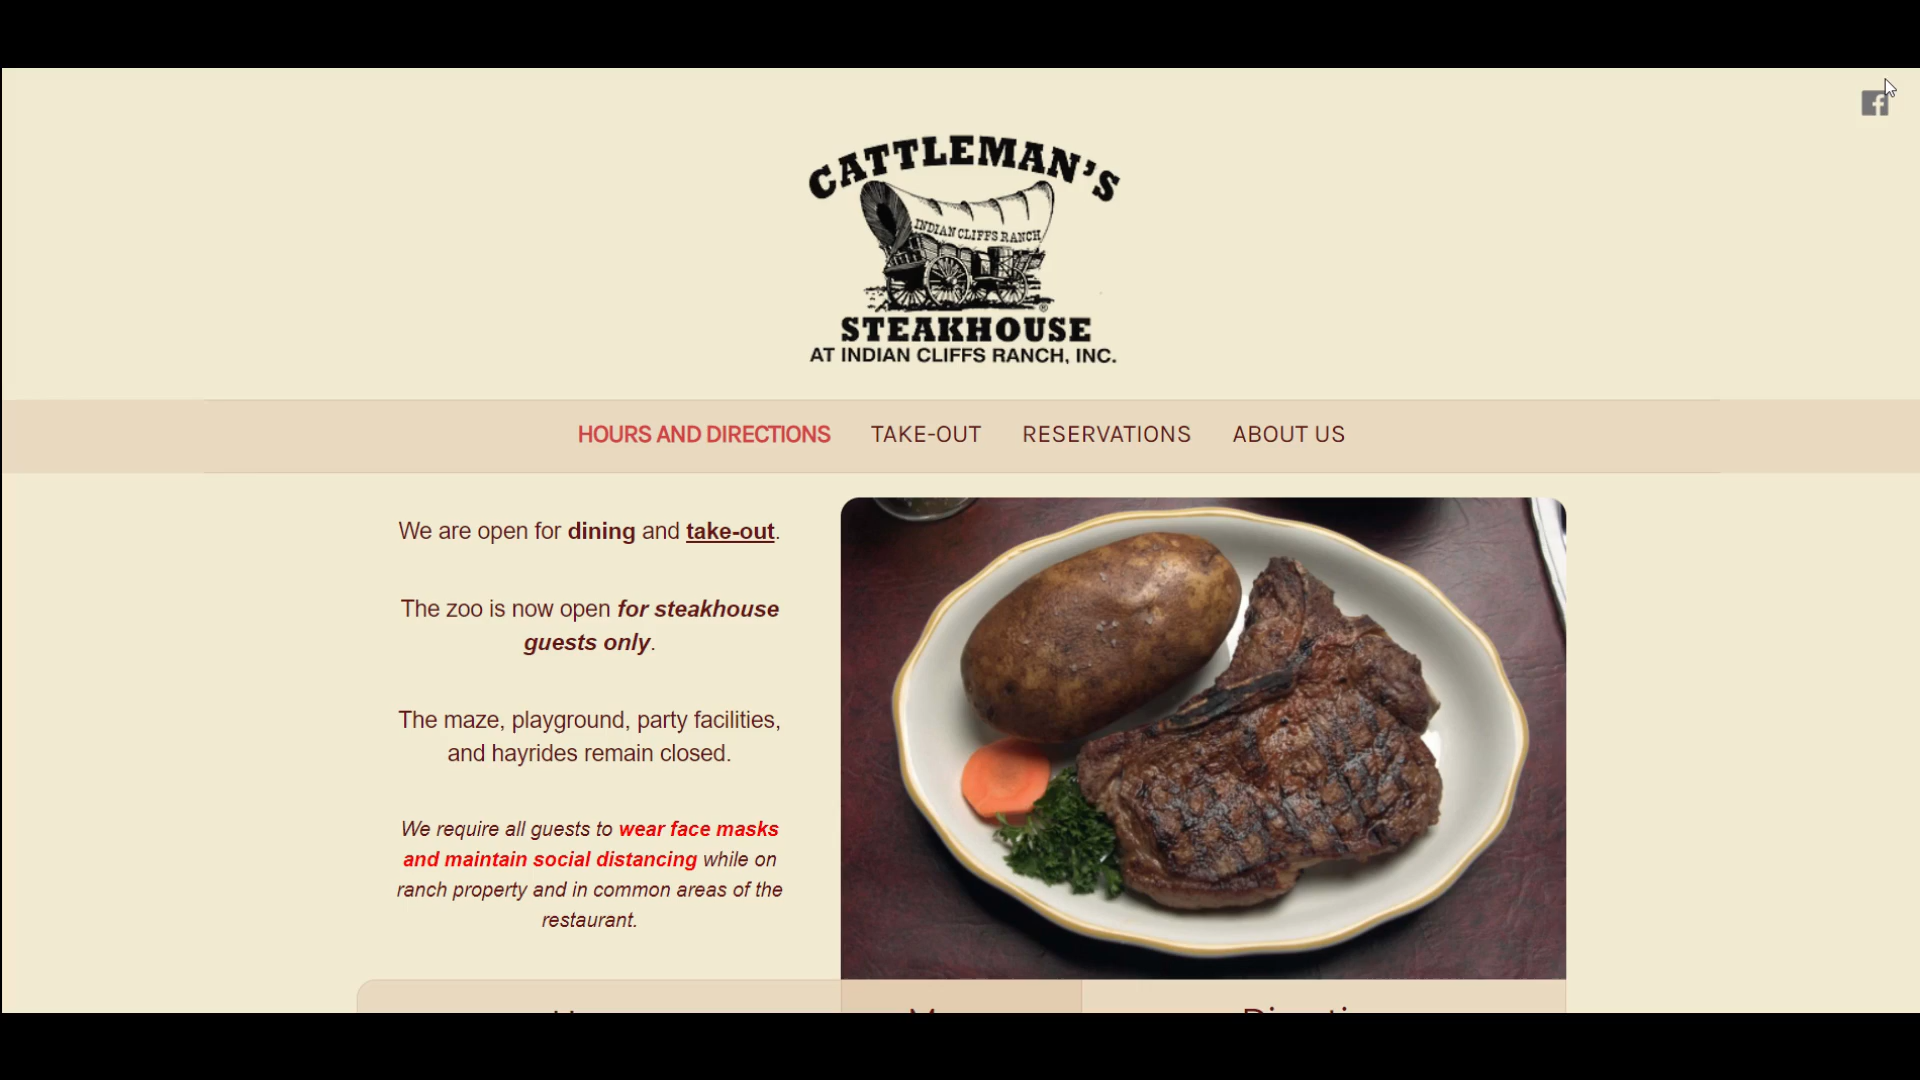 CATTLEMAN'S
INDIAN CLIFFS RANCH
STEAKHOUSE
AT INDIAN CLIFFS RANCH, INC.
HOURS AND DIRECTIONS TAKE-OUT RESERVATIONS ABOUT US
We are open for dining and take-out.
The zoo is now open for steakhouse
guests only.
The maze, playground, party facilities,
and hayrides remain closed.
We require all guests to wear face masks
and maintain social distancing while on
ranch property and in common areas of the
restaurant.